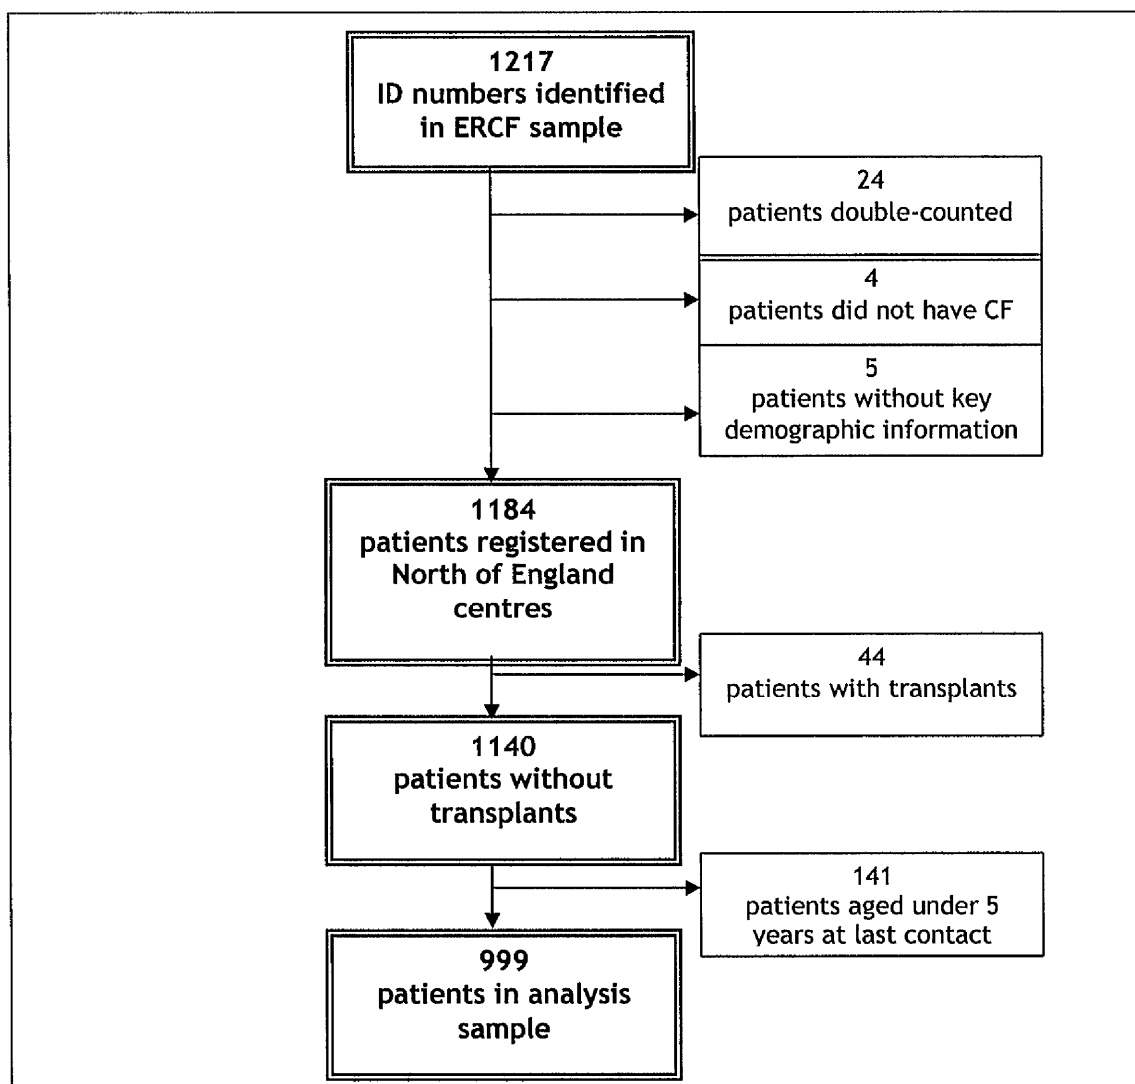 1217
ID numbers identified
in ERCF sample
24
patients double-counted
4
patients did not have CF
5
patients without key
demographic information
1184
patients registered in
North of England
centres
44
patients with transplants
1140
patients without
transplants
141
patients aged under 5
years at last contact
999
patients in analysis
sample